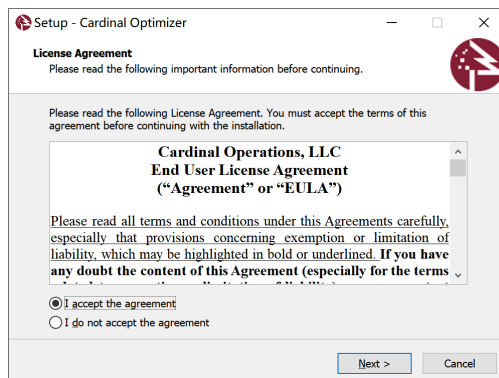 Setup - Cardinal Optimizer
License Agreement
Please read the following important information before continuing.
Please read the following License Agreement. You must accept the terms of this
agreement before continuing with the installation.
Cardinal Operations, LLC
End User License Agreement
(“Agreement” or “EULA”)
Please read all terms and conditions under this Agreements carefully,
especially that provisions concerning exemption or limitation of
liability, which may be highlighted in bold or underlined. If you have
any doubt the content of this Agreement (especially for the terms
I accept the agreement
I do not accept the agreement
Next >
Cancel